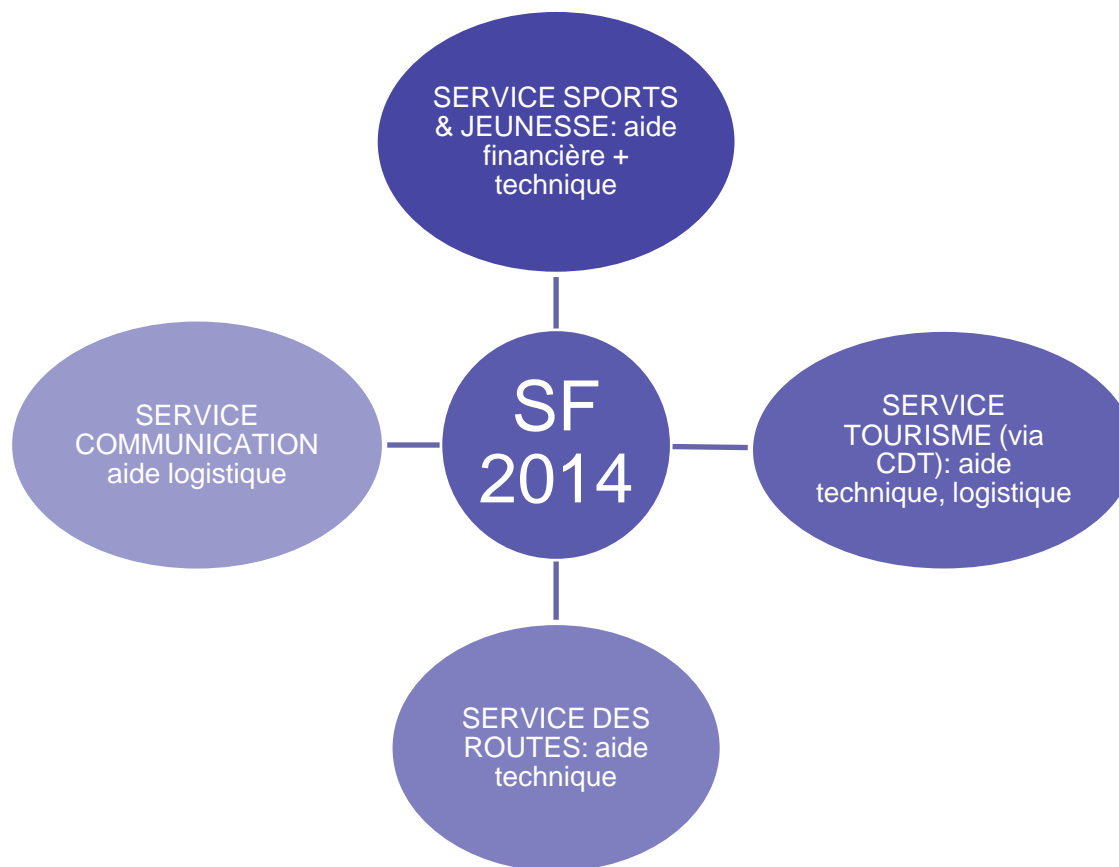 SERVICE SPORTS
& JEUNESSE: aide
financière +
technique
SERVICE
COMMUNICATION
aide logistique
SF
2014
SERVICE
TOURISME (via
CDT): aide
technique, logistique
SERVICE DES
ROUTES: aide
technique